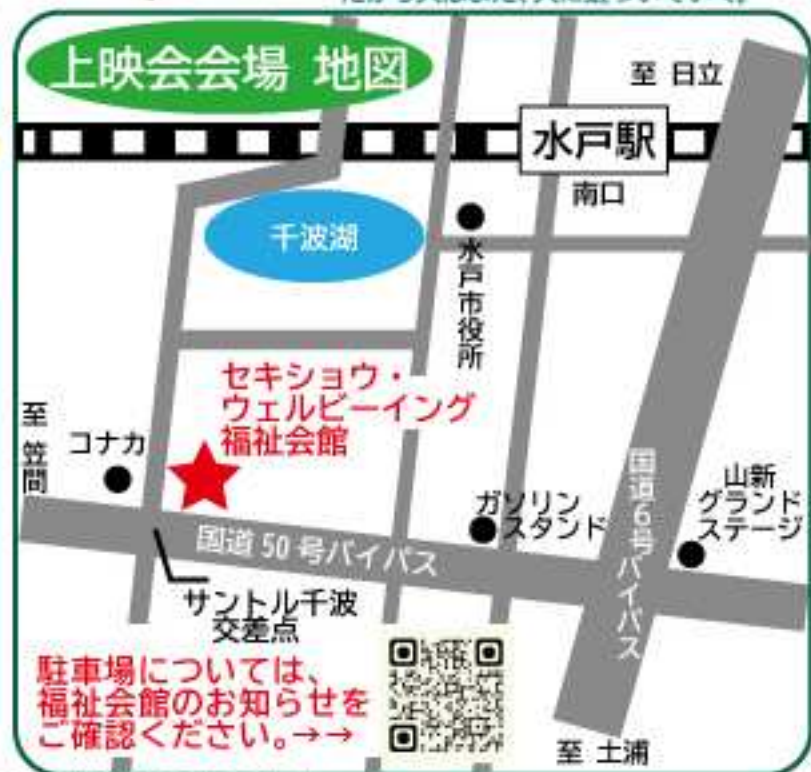 上映会会場 地図
至 日立
水戸駅
南口
千波湖
水戸市役所
セキショウ・
ウェルビーイング
福祉会館
至 笠間
コナカ
ガソリン
スタンド
国道6号バイパス
山新
グランド
ステージ
国道 50 号バイパス
サントル千波
交差点
駐車場については、
福祉会館のお知らせを
ご確認ください。→→
至 土浦